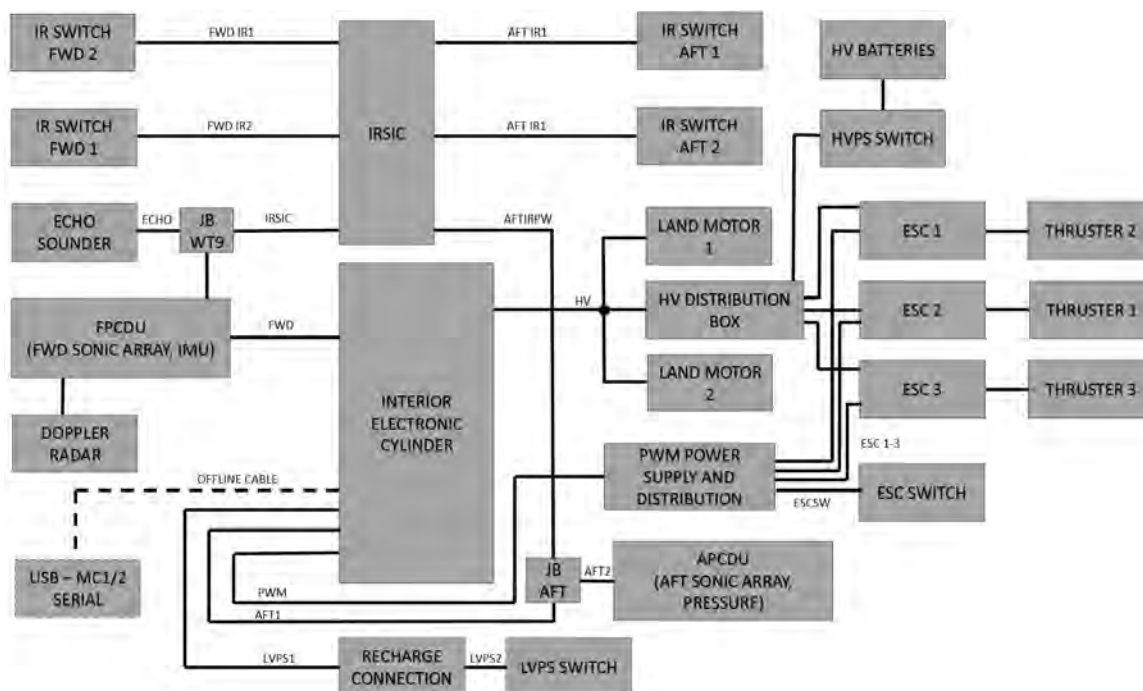 IR SWITCH
FWD 2
FWD IR1
IRSIC
AFT IR1
IR SWITCH
AFT 1
HV BATTERIES
IR SWITCH
FWD 1
FWD IR2
AFT IR1
IR SWITCH
AFT 2
HVPS SWITCH
ECHO
SOUNDER
ECHO
JB
WT9
IRSIC
AFTIRPW
LAND MOTOR
1
ESC 1
THRUSTER 2
FPCDU
(FWD SONIC ARRAY, IMU)
FWD
INTERIOR
ELECTRONIC
CYLINDER
HV
HV DISTRIBUTION
BOX
ESC 2
THRUSTER 1
LAND MOTOR
2
ESC 3
THRUSTER 3
DOPPLER
RADAR
ESC 1-3
PWM POWER
SUPPLY AND
DISTRIBUTION
ESCSW
ESC SWITCH
OFFLINE CABLE
USB – MC1/2
SERIAL
PWM
AFT1
JB
AFT
AFT2
APCDU
(AFT SONIC ARRAY,
PRESSURF)
LVPS1
RECHARGE
CONNECTION
LVPS2
LVPS SWITCH